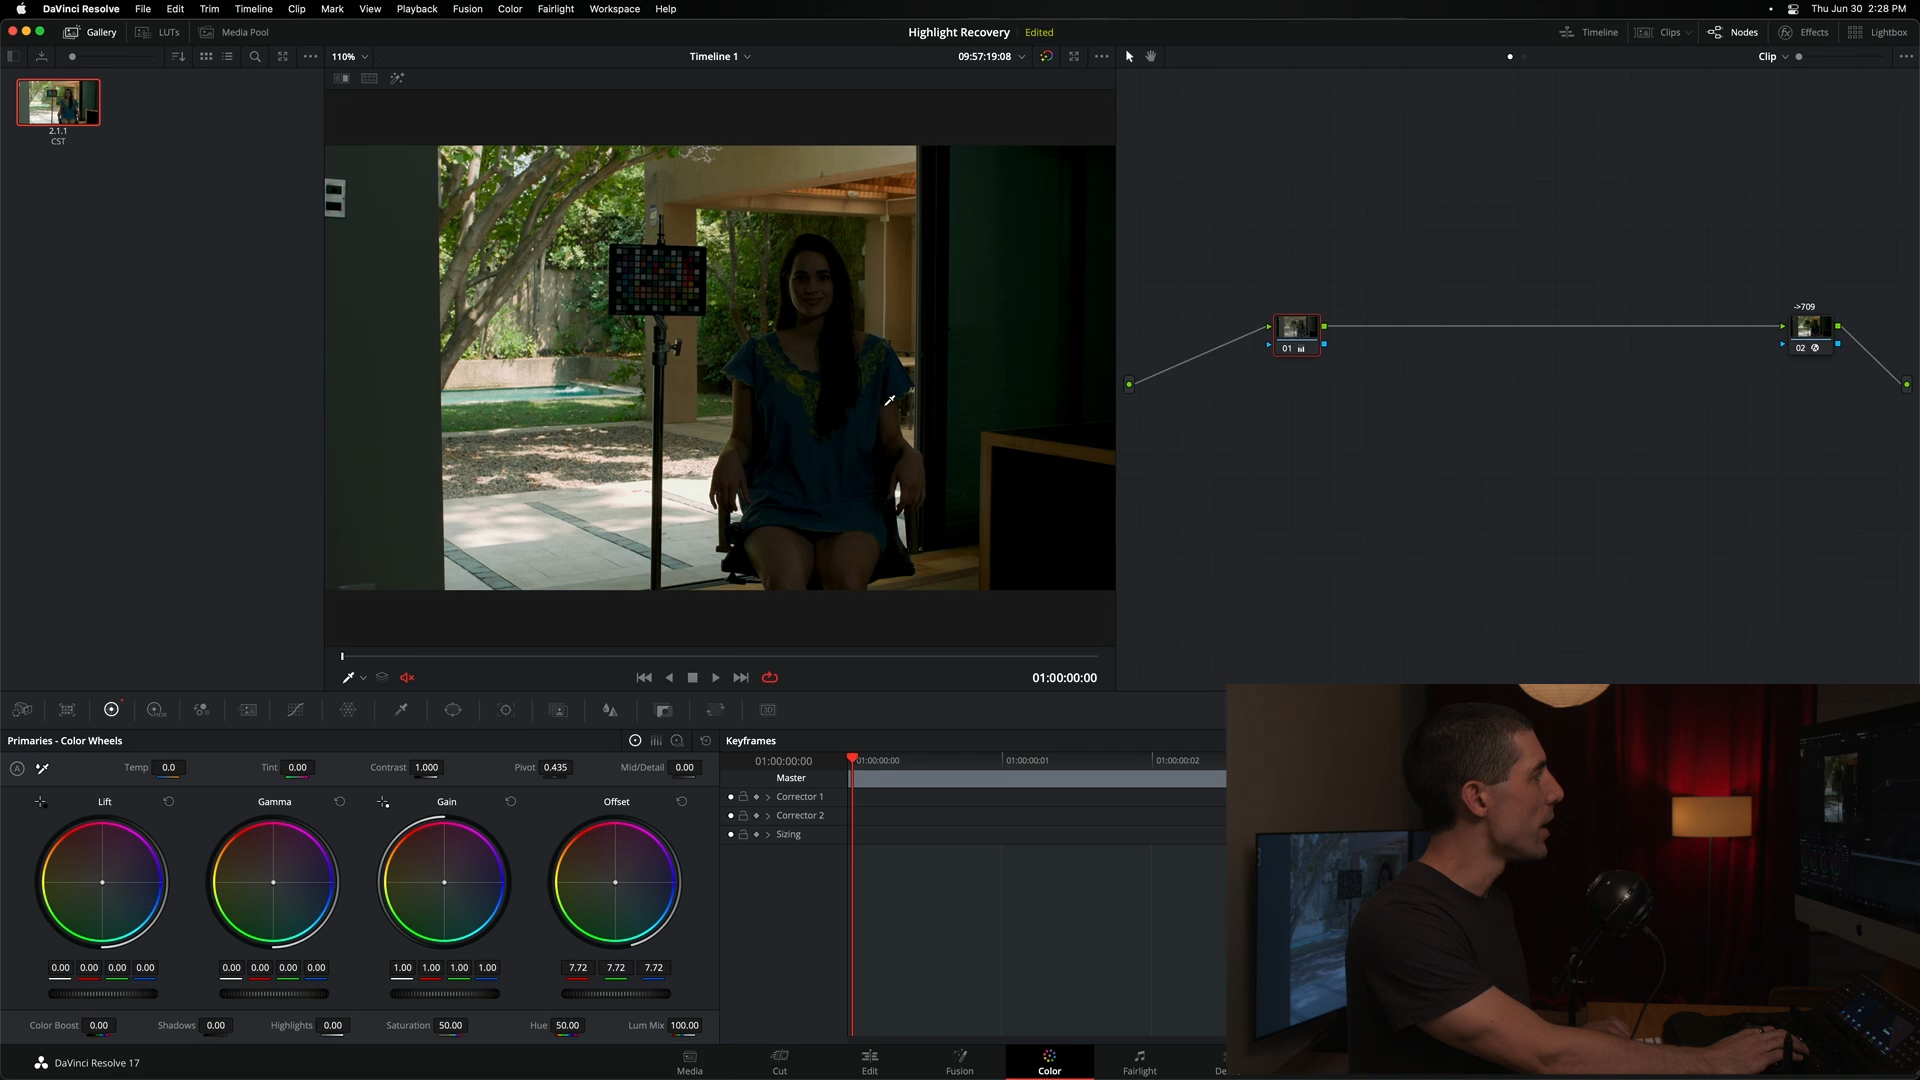 DaVinci Resolve File Edit Trim Timeline Clip Mark View Playback Fusion Color Fairlight Workspace Help Thu Jun 30 2:28 PM
Gallery LUTs Media Pool Highlight Recovery Edited Timeline Clips Nodes Effects Lightbox
110% Timeline 1 09:57:19:08 Clip
2.1.1
CST
->709
01 02
01:00:00:00
HDR
3D
Primaries - Color Wheels Keyframes
A Temp 0.0 Tint 0.00 Contrast 1.000 Pivot 0.435 Mid/Detail 0.00
01:00:00:00 01:00:00:00 01:00:00:01 01:00:00:02
Master
Lift Gamma Gain Offset
Corrector 1
Corrector 2
Sizing
0.00 0.00 0.00 0.00 0.00 0.00 0.00 0.00 1.00 1.00 1.00 1.00 7.72 7.72 7.72
Color Boost 0.00 Shadows 0.00 Highlights 0.00 Saturation 50.00 Hue 50.00 Lum Mix 100.00
DaVinci Resolve 17
Media Cut Edit Fusion Color Fairlight